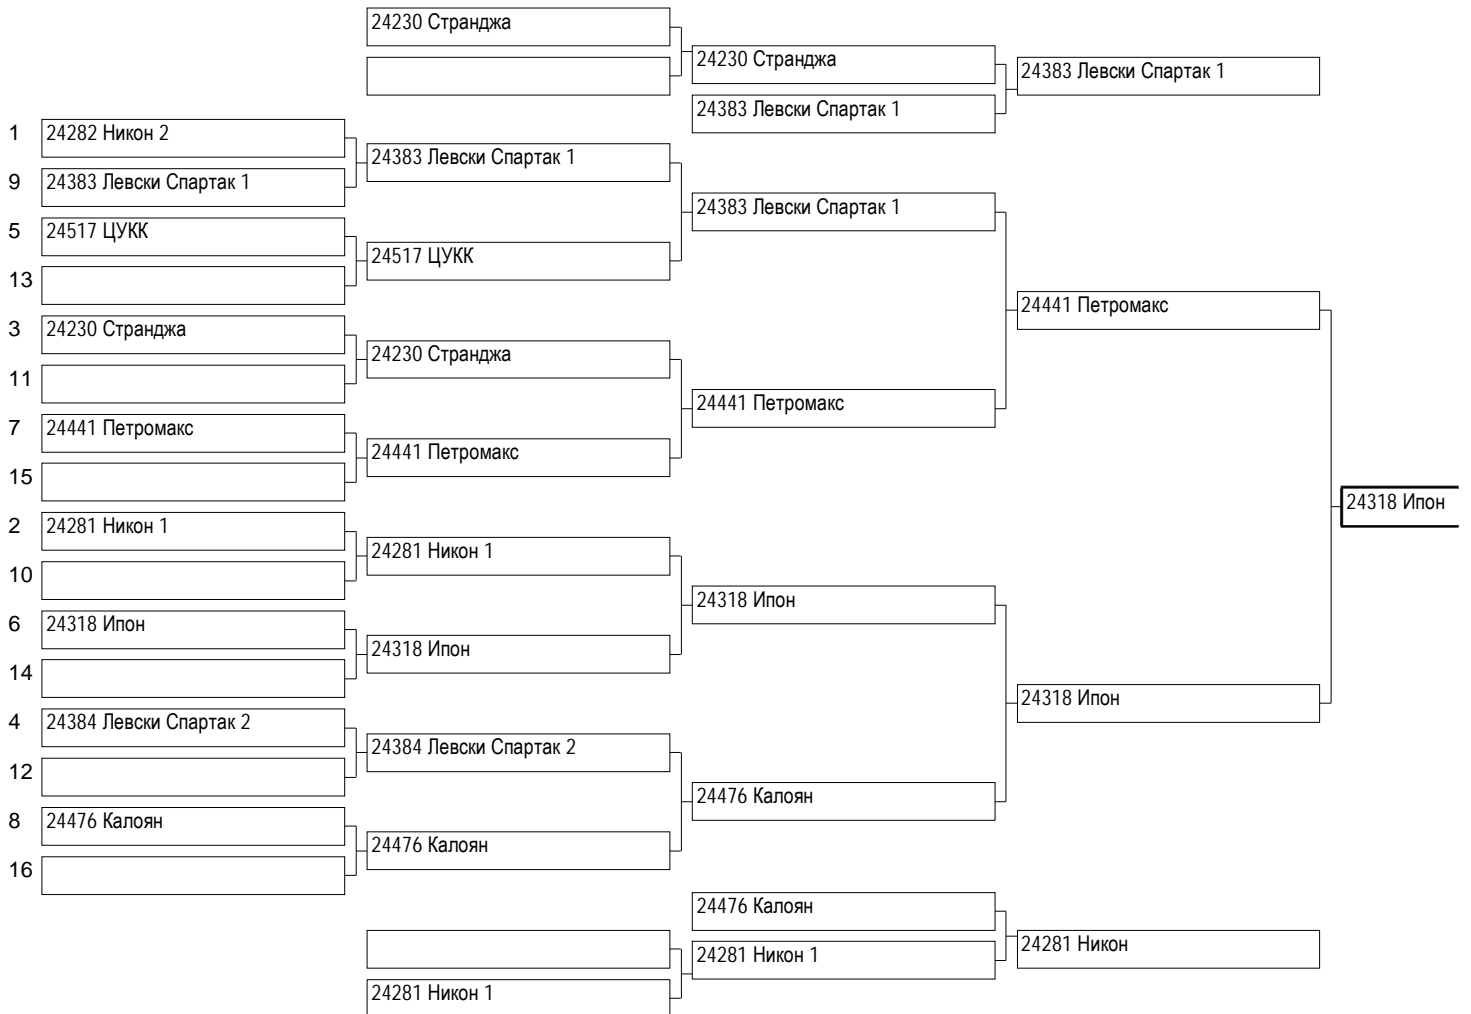 24230 Странджа
24230 Странджа
24383 Левски Спартак 1
24383 Левски Спартак 1
1 24282 Никон 2
9 24383 Левски Спартак 1
5 24517 ЦУКК
13
3 24230 Странджа
11
7 24441 Петромакс
15
2 24281 Никон 1
10
6 24318 Ипон
14
4 24384 Левски Спартак 2
12
8 24476 Калоян
16
24383 Левски Спартак 1
24517 ЦУКК
24230 Странджа
24441 Петромакс
24281 Никон 1
24318 Ипон
24384 Левски Спартак 2
24476 Калоян
24383 Левски Спартак 1
24441 Петромакс
24318 Ипон
24476 Калоян
24441 Петромакс
24318 Ипон
24318 Ипон
24476 Калоян
24281 Никон 1
24281 Никон 1
24281 Никон